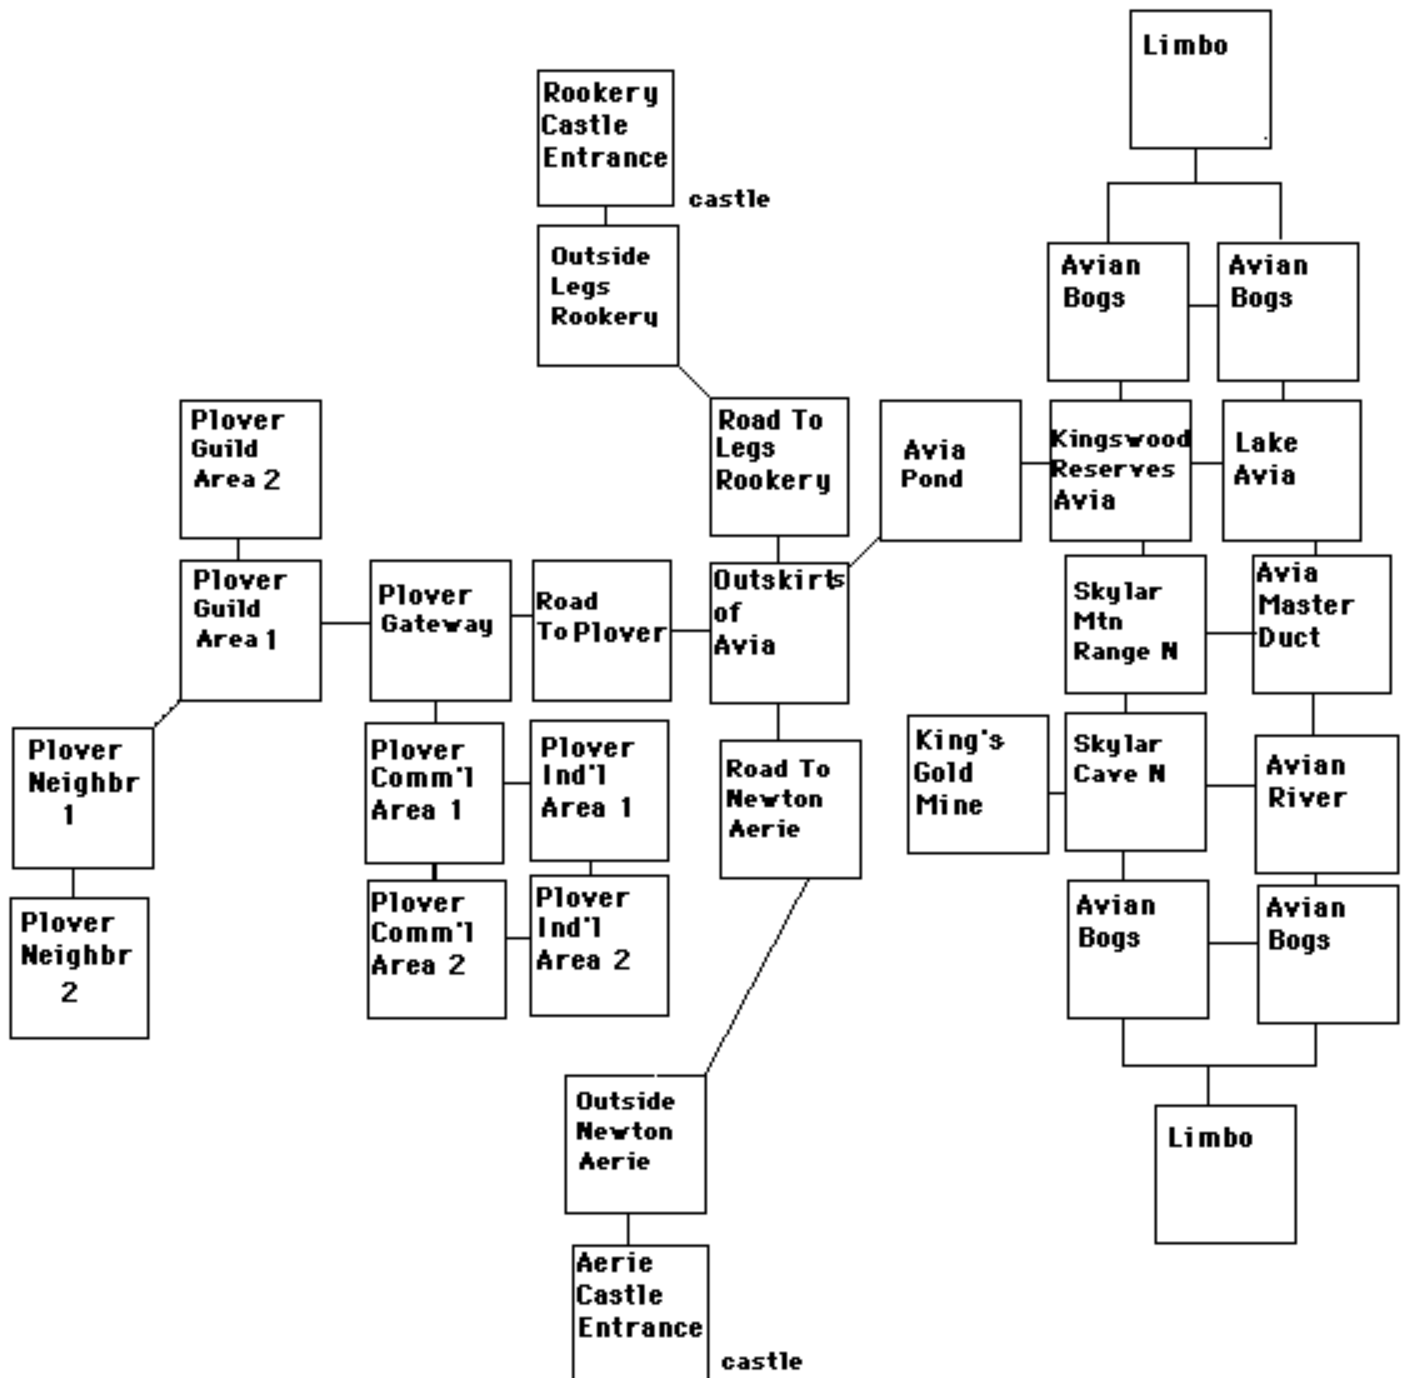 Limbo
Rookery
Castle
Entrance
castle
Outside
Legs
Rookery
Avian
Bogs
Avian
Bogs
Plover
Guild
Area 2
Road To
Legs
Rookery
Avia
Pond
Kingswood
Reserves
Avia
Lake
Avia
Plover
Guild
Area 1
Plover
Gateway
Road
To Plover
Outskirts
of
Avia
Skylar
Mtn
Range N
Avia
Master
Duct
Plover
Neighbr
1
Plover
Comm'l
Area 1
Plover
Ind'l
Area 1
Road To
Newton
Aerie
King's
Gold
Mine
Skylar
Cave N
Avian
River
Plover
Neighbr
2
Plover
Comm'l
Area 2
Plover
Ind'l
Area 2
Avian
Bogs
Avian
Bogs
Outside
Newton
Aerie
Limbo
Aerie
Castle
Entrance
castle